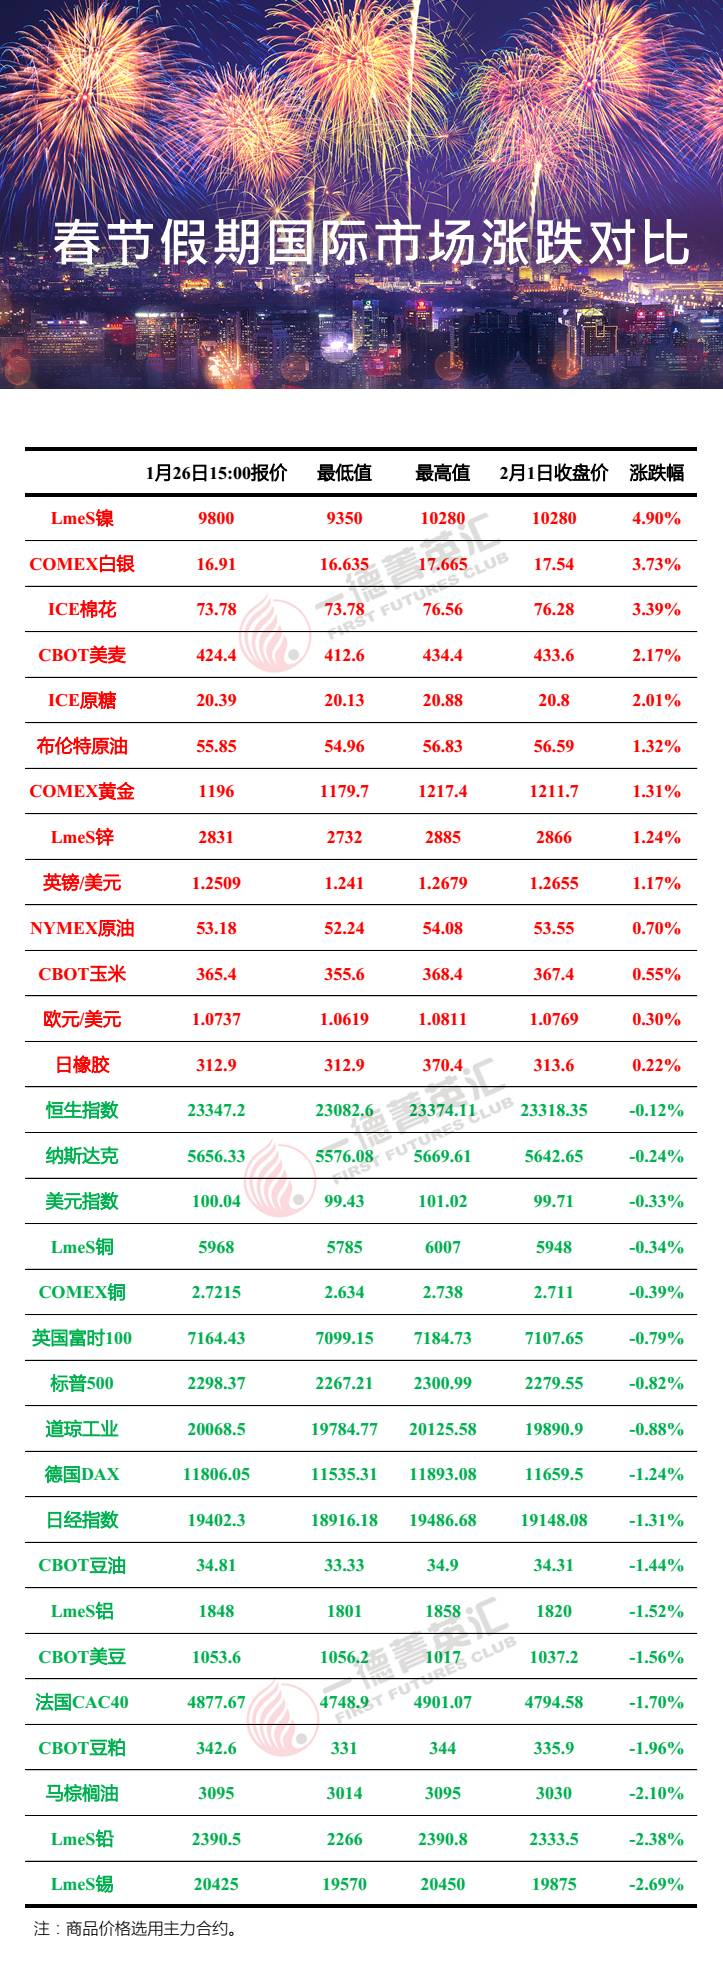 春节假期国际市场涨跌对比
1月26日15:00报价 最低值 最高值 2月1日收盘价 涨跌幅
LmeS镍 9800 9350 10280 10280 4.90%
COMEX白银 16.91 16.635 17.665 17.54 3.73%
ICE棉花 73.78 73.78 76.56 76.28 3.39%
CBOT美麦 424.4 412.6 434.4 433.6 2.17%
ICE原糖 20.39 20.13 20.88 20.8 2.01%
布伦特原油 55.85 54.96 56.83 56.59 1.32%
COMEX黄金 1196 1179.7 1217.4 1211.7 1.31%
LmeS锌 2831 2732 2885 2866 1.24%
英镑/美元 1.2509 1.241 1.2679 1.2655 1.17%
NYMEX原油 53.18 52.24 54.08 53.55 0.70%
CBOT玉米 365.4 355.6 368.4 367.4 0.55%
欧元/美元 1.0737 1.0619 1.0811 1.0769 0.30%
日橡胶 312.9 312.9 370.4 313.6 0.22%
恒生指数 23347.2 23082.6 23374.11 23318.35 -0.12%
纳斯达克 5656.33 5576.08 5669.61 5642.65 -0.24%
美元指数 100.04 99.43 101.02 99.71 -0.33%
LmeS铜 5968 5785 6007 5948 -0.34%
COMEX铜 2.7215 2.634 2.738 2.711 -0.39%
英国富时100 7164.43 7099.15 7184.73 7107.65 -0.79%
标普500 2298.37 2267.21 2300.99 2279.55 -0.82%
道琼工业 20068.5 19784.77 20125.58 19890.9 -0.88%
德国DAX 11806.05 11535.31 11893.08 11659.5 -1.24%
日经指数 19402.3 18916.18 19486.68 19148.08 -1.31%
CBOT豆油 34.81 33.33 34.9 34.31 -1.44%
LmeS铝 1848 1801 1858 1820 -1.52%
CBOT美豆 1053.6 1056.2 1017 1037.2 -1.56%
法国CAC40 4877.67 4748.9 4901.07 4794.58 -1.70%
CBOT豆粕 342.6 331 344 335.9 -1.96%
马棕榈油 3095 3014 3095 3030 -2.10%
LmeS铅 2390.5 2266 2390.8 2333.5 -2.38%
LmeS锡 20425 19570 20450 19875 -2.69%
注：商品价格选用主力合约。
一德菁英汇
FIRST FUTURES CLUB
一德菁英汇
FIRST FUTURES CLUB
一德菁英汇
FIRST FUTURES CLUB